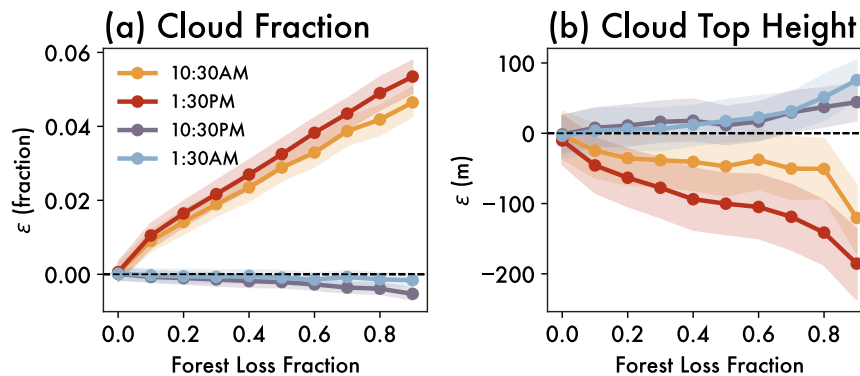 (a) Cloud Fraction
ε (fraction)
0.06
0.04
0.02
0.00
10:30AM
1:30PM
10:30PM
1:30AM
0.0 0.2 0.4 0.6 0.8
Forest Loss Fraction
(b) Cloud Top Height
ε (m)
100
0
−100
−200
0.0 0.2 0.4 0.6 0.8
Forest Loss Fraction